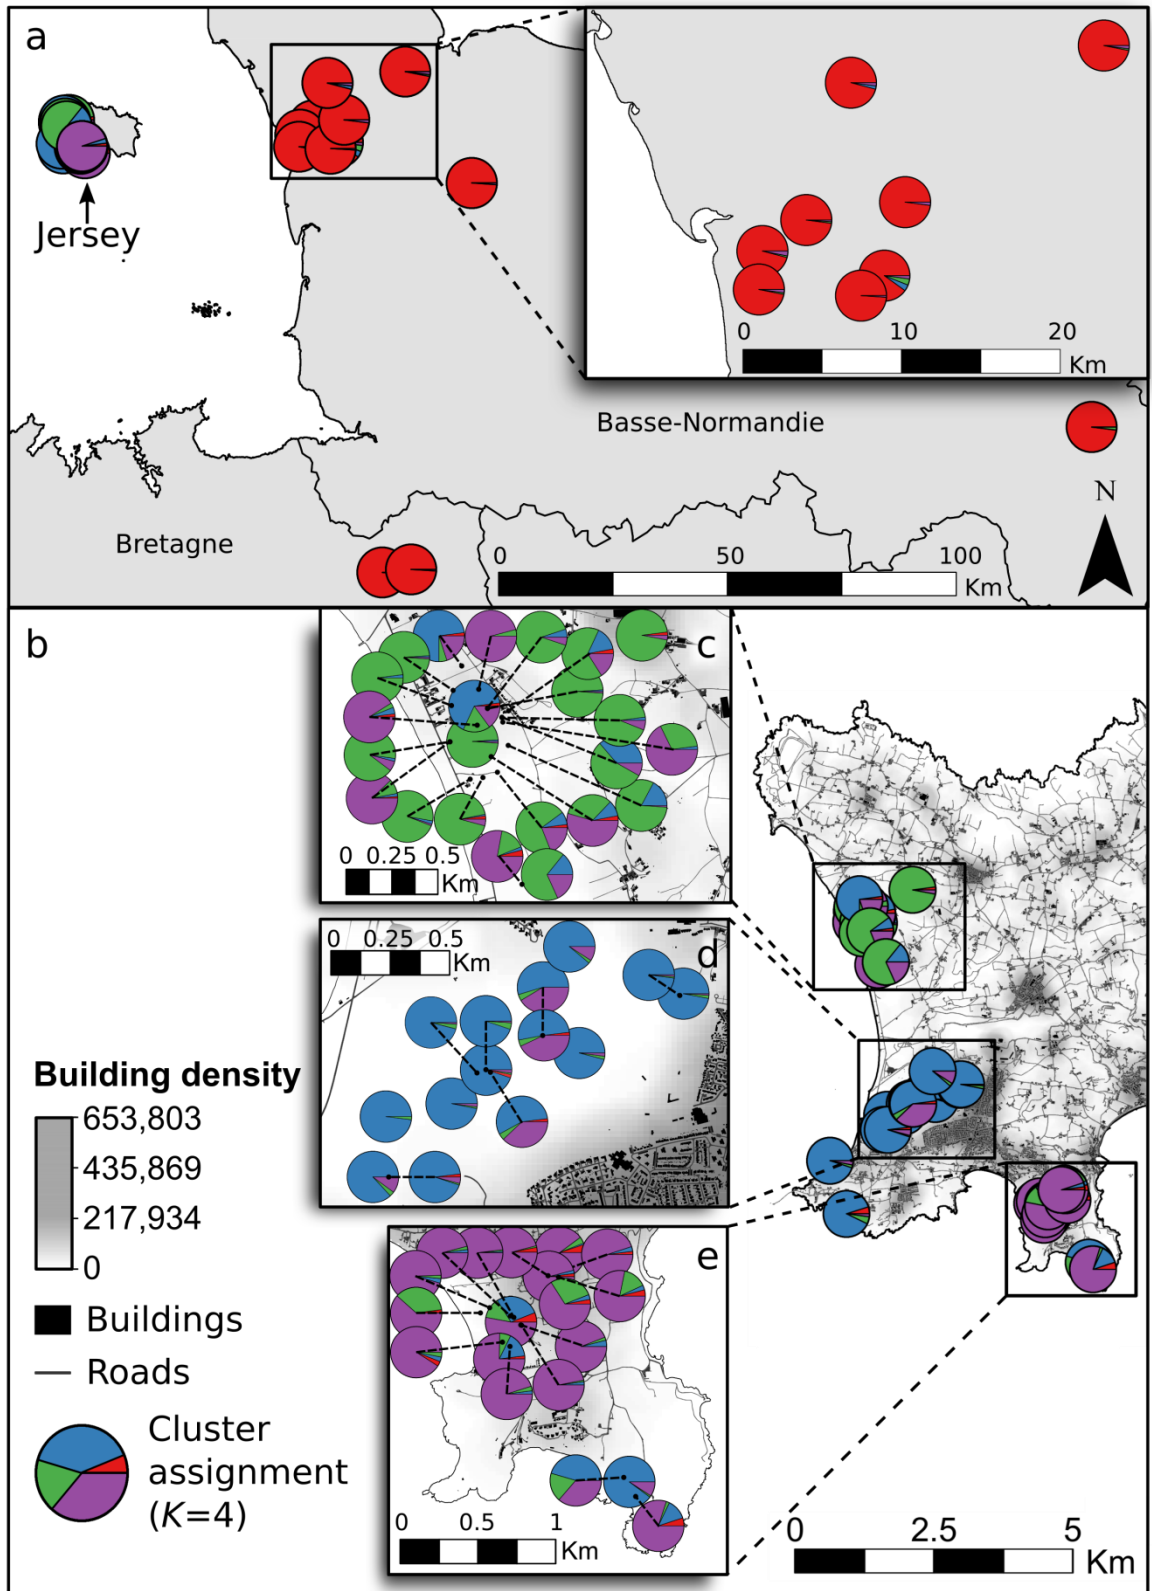 a
Jersey
0 10 20
Km
Basse-Normandie
N
Bretagne
0 50 100
Km
b
c
0 0.25 0.5
Km
0 0.25 0.5
Km
d
Building density
653,803
435,869
217,934
0
Buildings
Roads
Cluster
assignment
(K=4)
e
0 0.5 1
Km
0 2.5 5
Km